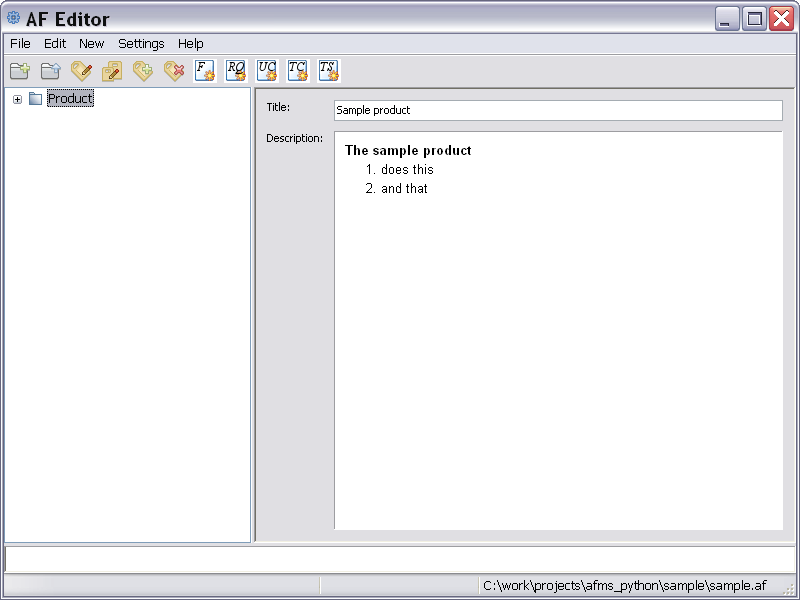 AF Editor
File Edit New Settings Help
F RQ UC TC TS
Product
Title: Sample product
Description:
The sample product
1. does this
2. and that
C:\work\projects\afms_python\sample\sample.af